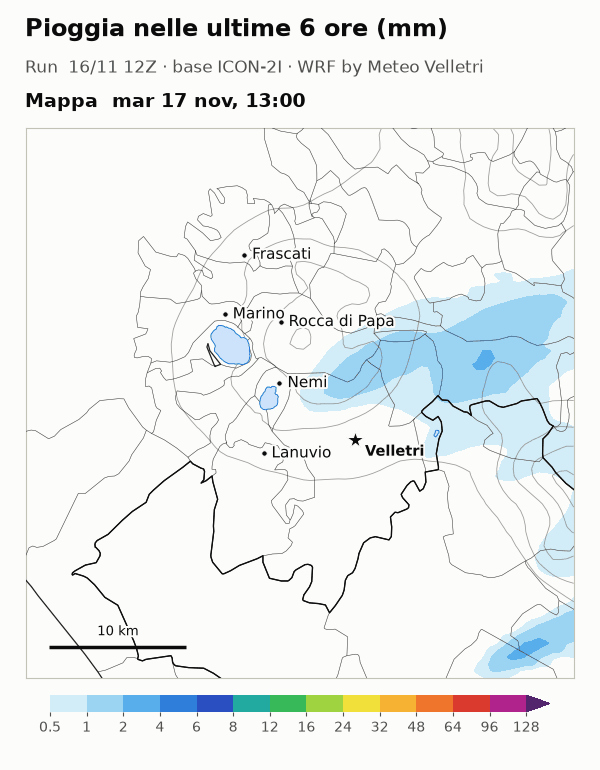 Pioggia nelle ultime 6 ore (mm)
Run 16/11 12Z · base ICON-2I · WRF by Meteo Velletri
Mappa mar 17 nov, 13:00
Frascati
Marino
Rocca di Papa
Nemi
Velletri
Lanuvio
10 km
0.5 1 2 4 6 8 12 16 24 32 48 64 96 128